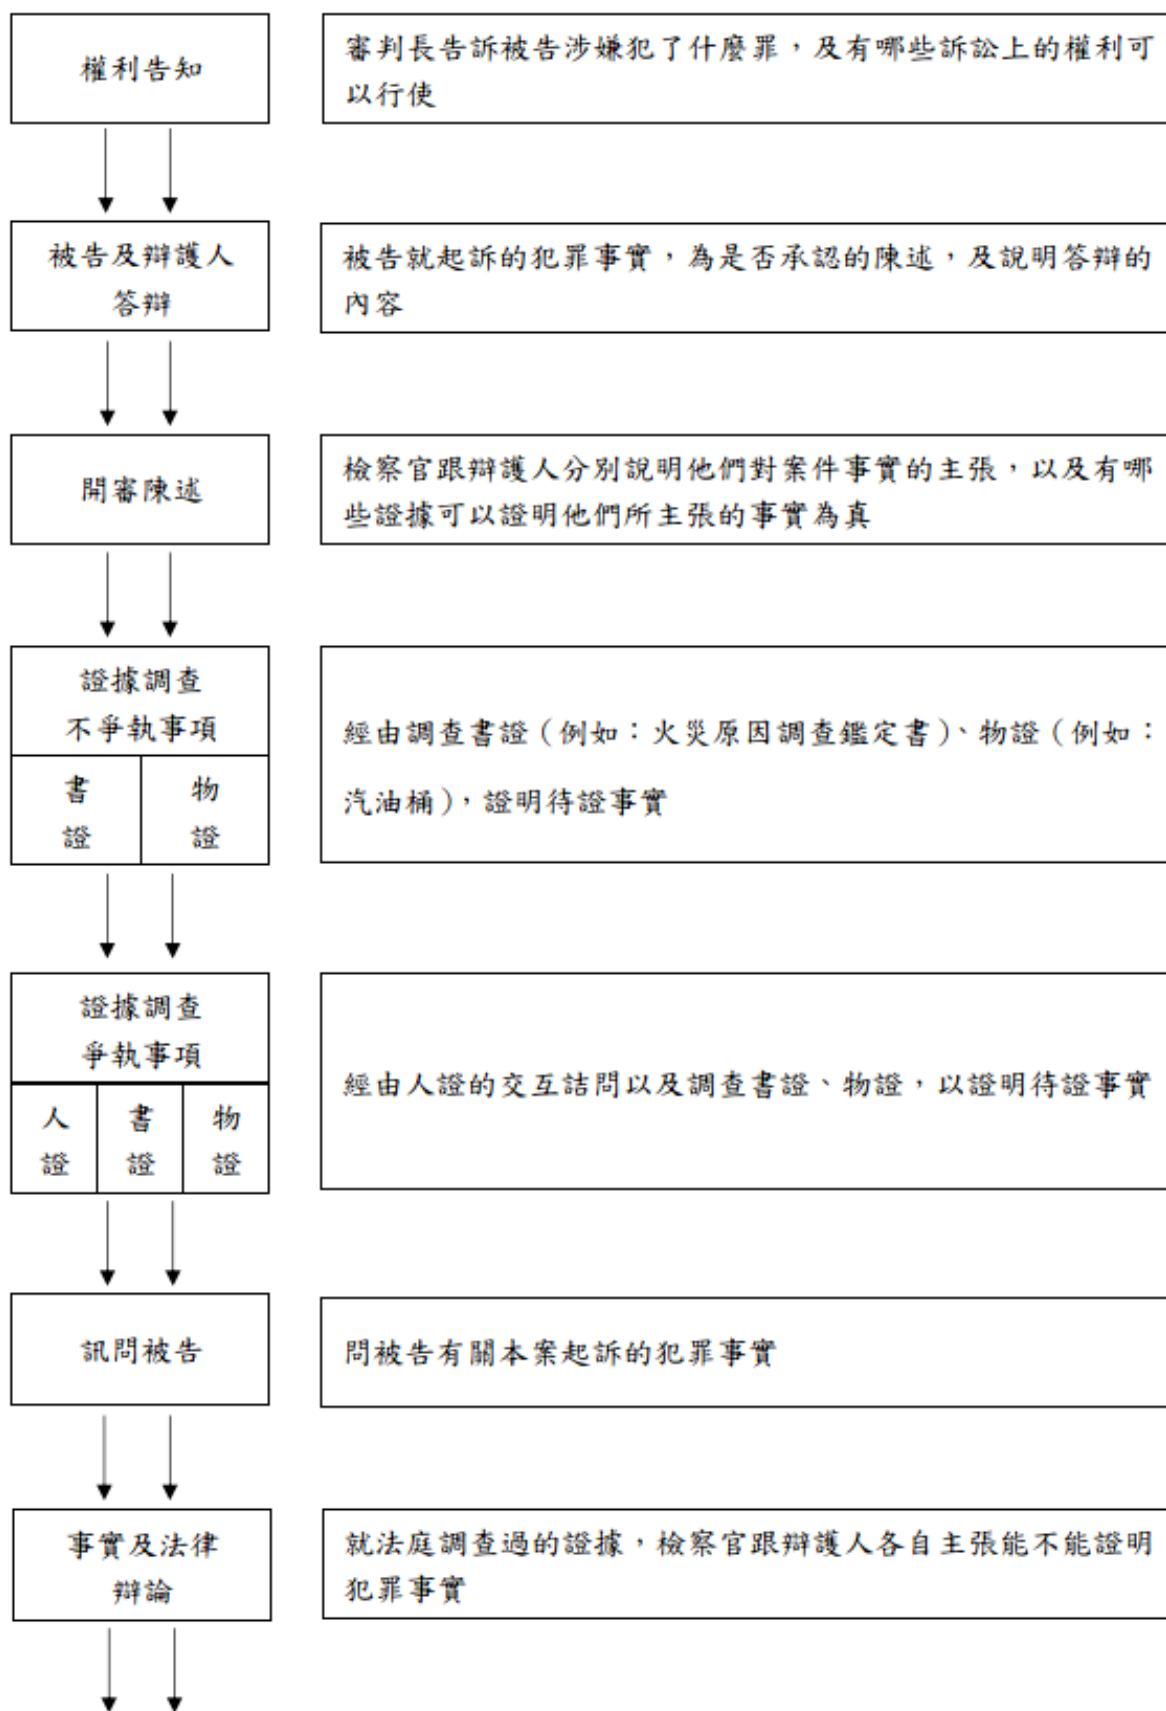 權利告知
審判長告訴被告涉嫌犯了什麼罪，及有哪些訴訟上的權利可
以行使
被告及辯護人
答辯
被告就起訴的犯罪事實，為是否承認的陳述，及說明答辯的
內容
開審陳述
檢察官跟辯護人分別說明他們對案件事實的主張，以及有哪
些證據可以證明他們所主張的事實為真
證據調查
不爭執事項
書
證
物
證
經由調查書證（例如：火災原因調查鑑定書）、物證（例如：
汽油桶），證明待證事實
證據調查
爭執事項
人
證
書
證
物
證
經由人證的交互詰問以及調查書證、物證，以證明待證事實
訊問被告
問被告有關本案起訴的犯罪事實
事實及法律
辯論
就法庭調查過的證據，檢察官跟辯護人各自主張能不能證明
犯罪事實